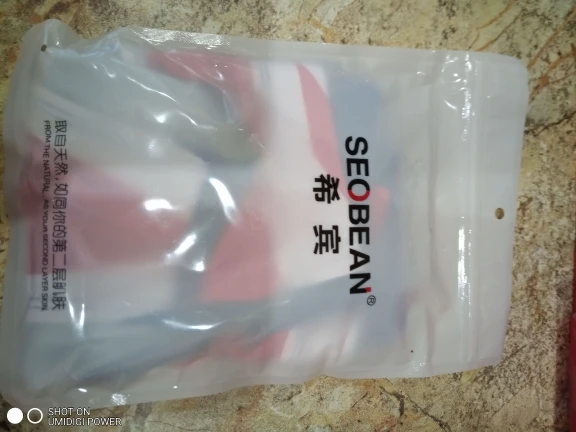 SEOBEAN®
希宾
取自天然,如同你的第二层肌肤
FROM THE NATURAL, AS YOUR SECOND LAYER SKIN
SHOT ON
UMIDIGI POWER